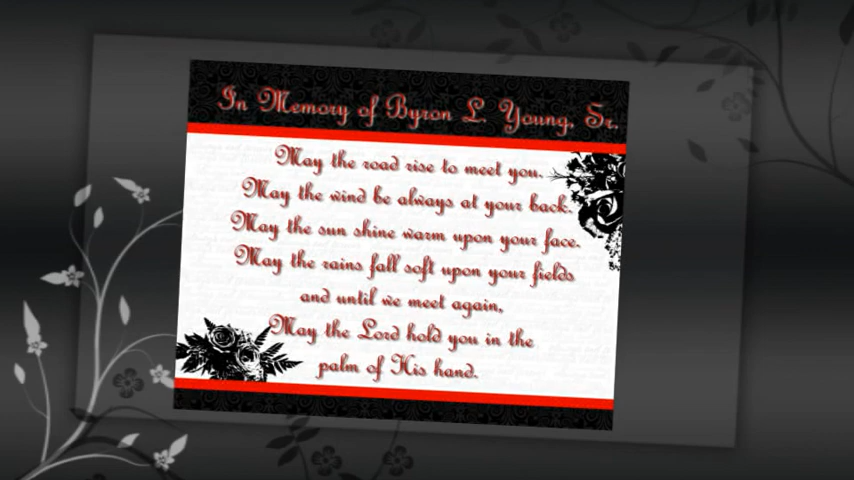 In Memory of Byron L. Young, Sr.
May the road rise to meet you.
May the wind be always at your back.
May the sun shine warm upon your face.
May the rains fall soft upon your fields
and until we meet again,
May the Lord hold you in the
palm of His hand.